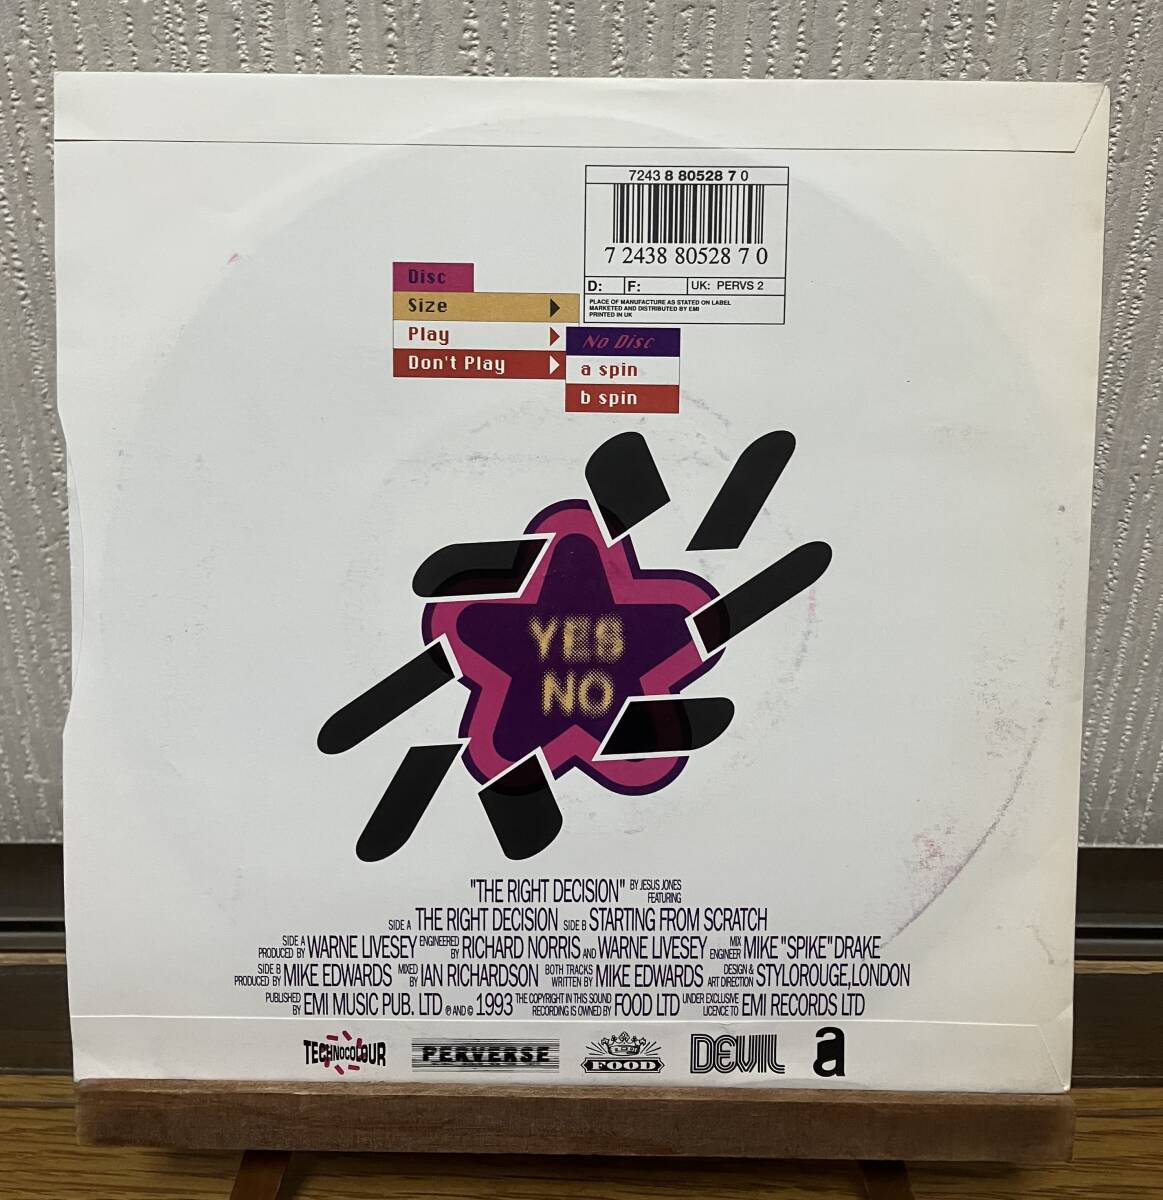 7243 8 80528 7 0
7 24388 80528 7 0
D: F: UK: PERVS 2
PLACE OF MANUFACTURE AS STATED ON LABEL
MARKETED AND DISTRIBUTED BY EMI
PRINTED IN UK
Disc
Size
Play
Don't Play
No Disc
a spin
b spin
YES
NO
"THE RIGHT DECISION" BY JESUS JONES FEATURING
SIDE A THE RIGHT DECISION SIDE B STARTING FROM SCRATCH
SIDE A PRODUCED BY WARNE LIVESEY ENGINEERED BY RICHARD NORRIS AND WARNE LIVESEY MIX ENGINEER MIKE "SPIKE" DRAKE
SIDE B PRODUCED BY MIKE EDWARDS MIXED BY IAN RICHARDSON BOTH TRACKS WRITTEN BY MIKE EDWARDS DESIGN & ART DIRECTION STYLOROUGE, LONDON
PUBLISHED BY EMI MUSIC PUB. LTD ℗ AND © 1993 THE COPYRIGHT IN THIS SOUND RECORDING IS OWNED BY FOOD LTD UNDER EXCLUSIVE LICENCE TO EMI RECORDS LTD
TECHNOCOLOUR PERVERSE FOOD DEVIL a